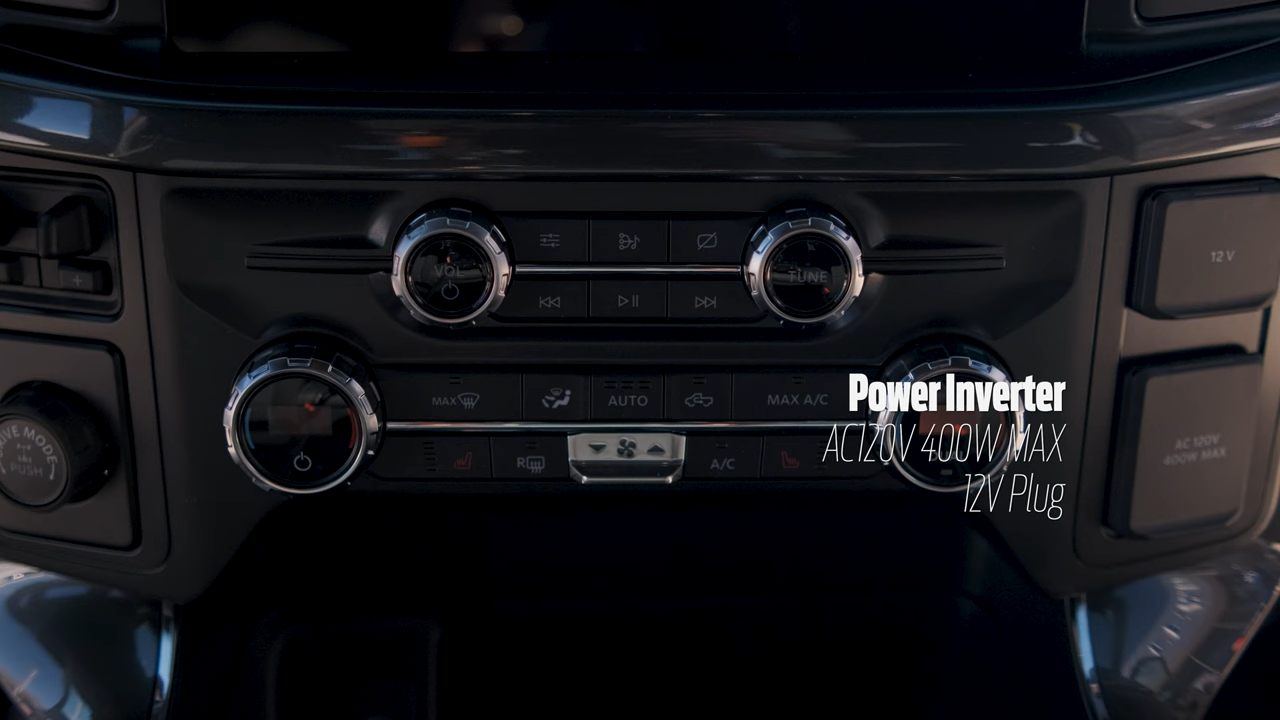 VOL
TUNE
12 V
MAX
AUTO
MAX A/C
Power Inverter
AC120V 400W MAX
12V Plug
DRIVE MODE
PUSH
R
A/C
AC 120V
400W MAX